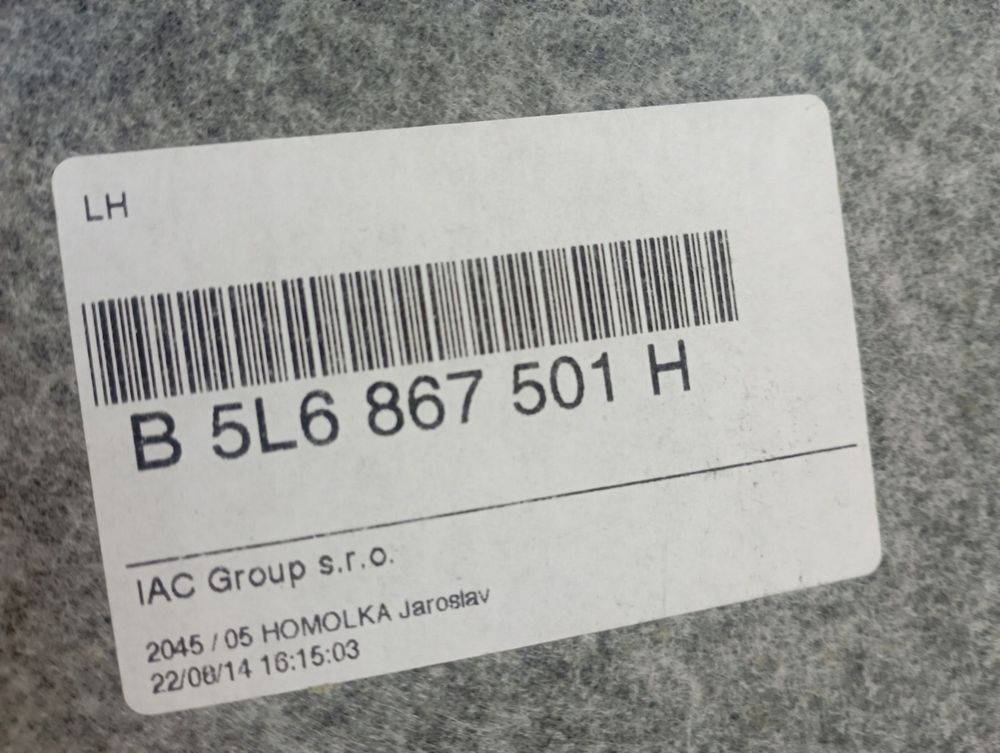 LH
B 5L6 867 501 H
IAC Group s.r.o.
2045 / 05 HOMOLKA Jaroslav
22/08/14 16:15:03